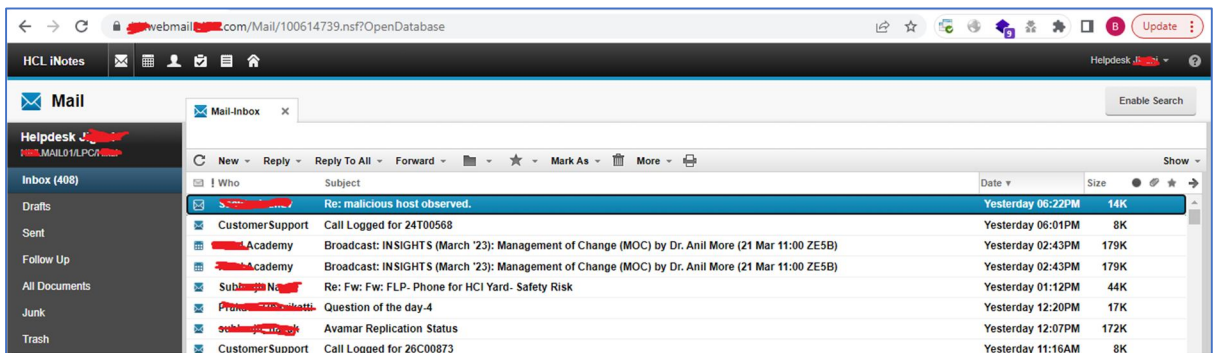 webmail com/Mail/100614739.nsf?OpenDatabase 9 B Update
HCL iNotes Helpdesk
Mail Mail-Inbox Enable Search
Helpdesk
MAIL01/LPC/
New Reply Reply To All Forward Mark As More Show
Inbox (408) ! Who Subject Date Size
Drafts Re: malicious host observed. Yesterday 06:22PM 14K
CustomerSupport Call Logged for 24T00568 Yesterday 06:01PM 8K
Sent Academy Broadcast: INSIGHTS (March '23): Management of Change (MOC) by Dr. Anil More (21 Mar 11:00 ZE5B) Yesterday 02:43PM 179K
Follow Up Academy Broadcast: INSIGHTS (March '23): Management of Change (MOC) by Dr. Anil More (21 Mar 11:00 ZE5B) Yesterday 02:43PM 179K
All Documents Re: Fw: Fw: FLP- Phone for HCI Yard- Safety Risk Yesterday 01:12PM 44K
Junk Question of the day-4 Yesterday 12:20PM 17K
Trash Avamar Replication Status Yesterday 12:07PM 172K
CustomerSupport Call Logged for 26C00873 Yesterday 11:16AM 8K